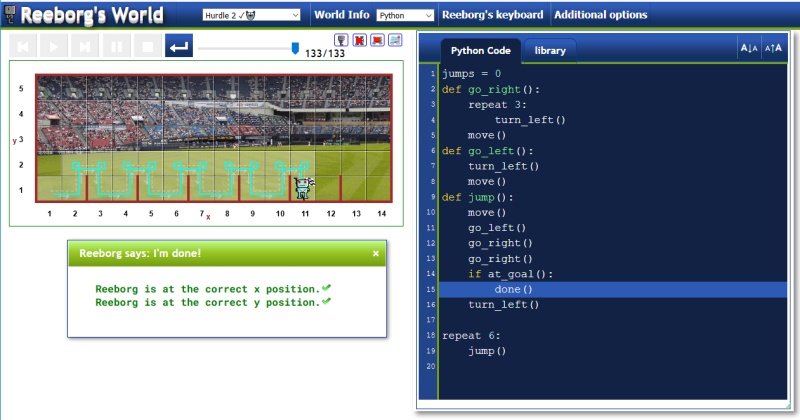 Reeborg's World
Hurdle 2 ✓
World Info
Python
Reeborg's keyboard
Additional options
133/133
5
4
y 3
2
1
1 2 3 4 5 6 7 8 9 10 11 12 13 14
x
Reeborg says: I'm done!
×
Reeborg is at the correct x position.✔
Reeborg is at the correct y position.✔
Python Code
library
A↓A
A↑A
1 jumps = 0
2 def go_right():
3     repeat 3:
4         turn_left()
5     move()
6 def go_left():
7     turn_left()
8     move()
9 def jump():
10     move()
11     go_left()
12     go_right()
13     go_right()
14     if at_goal():
15         done()
16     turn_left()
17
18 repeat 6:
19     jump()
20